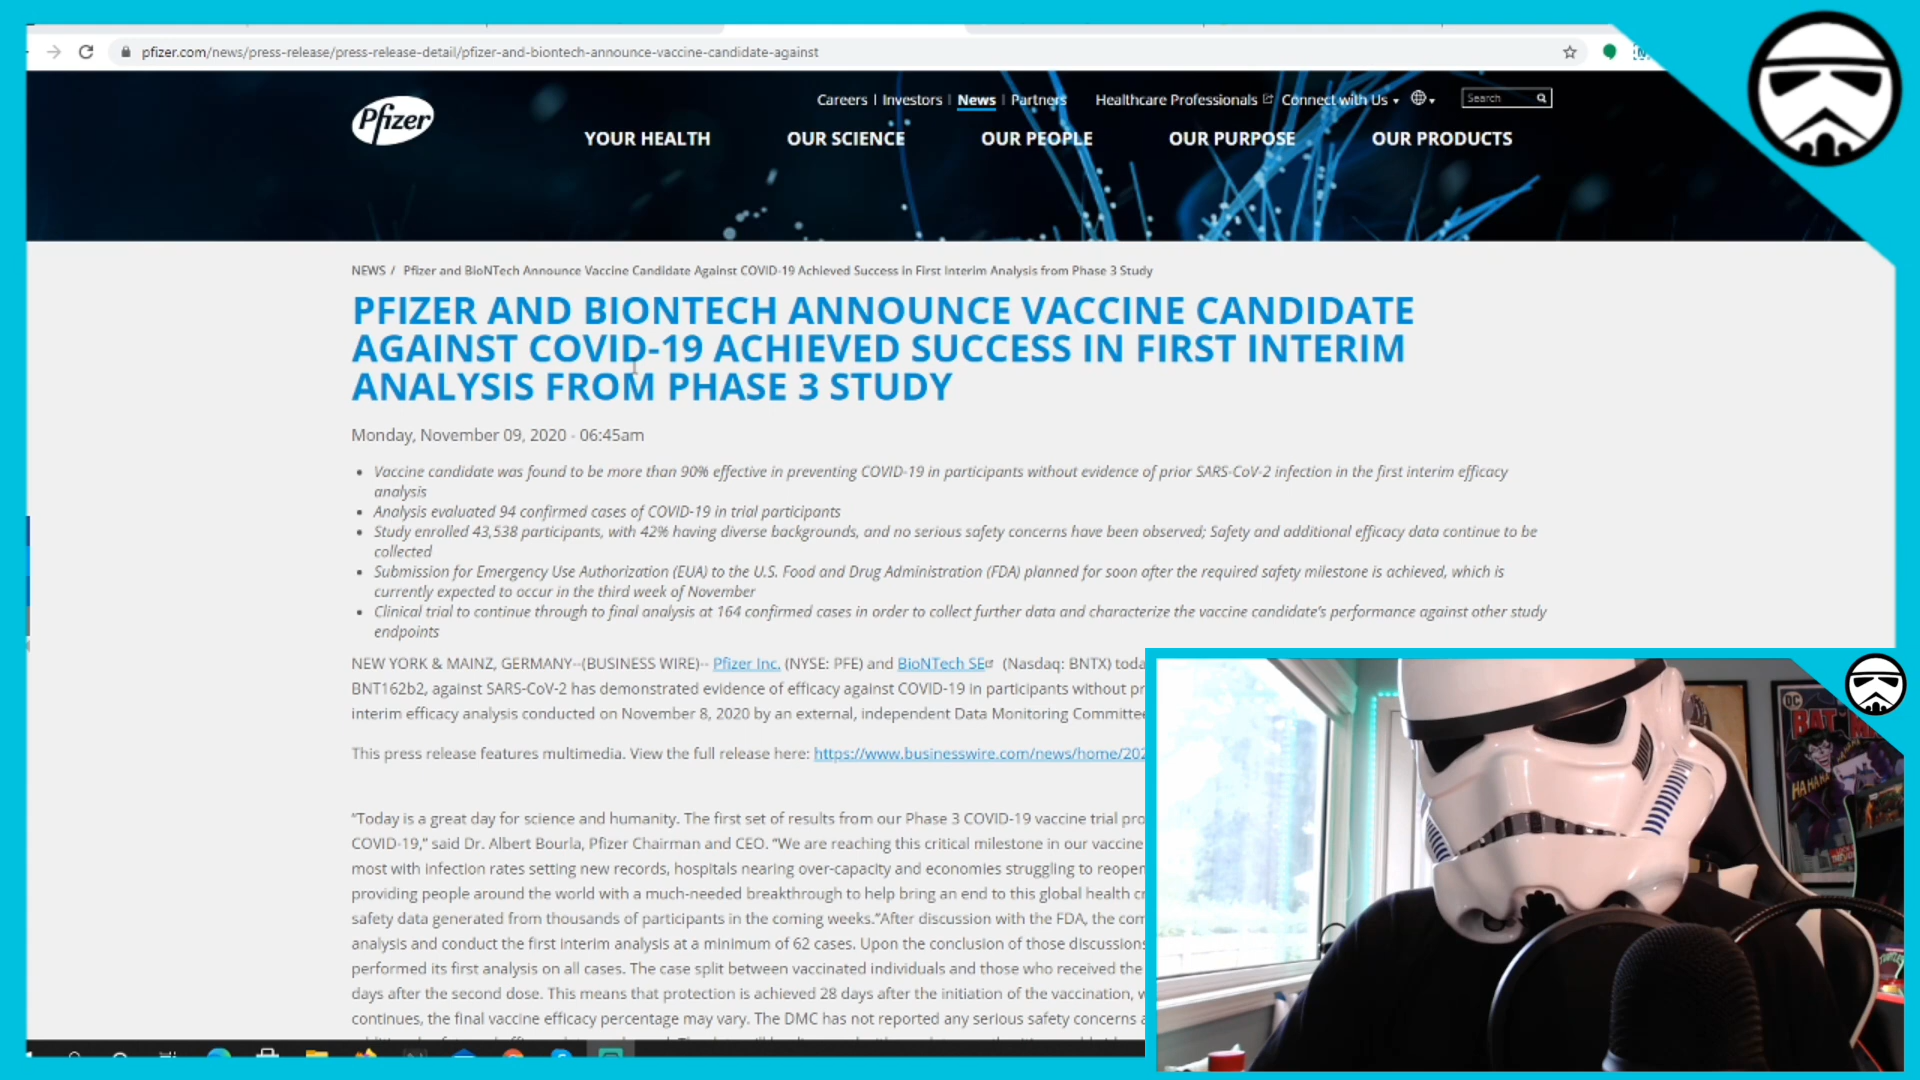 pfizer.com/news/press-release/press-release-detail/pfizer-and-biontech-announce-vaccine-candidate-against
Pfizer
Careers | Investors | News | Partners Healthcare Professionals Connect with Us
Search
YOUR HEALTH OUR SCIENCE OUR PEOPLE OUR PURPOSE OUR PRODUCTS
NEWS / Pfizer and BioNTech Announce Vaccine Candidate Against COVID-19 Achieved Success in First Interim Analysis from Phase 3 Study
PFIZER AND BIONTECH ANNOUNCE VACCINE CANDIDATE
AGAINST COVID-19 ACHIEVED SUCCESS IN FIRST INTERIM
ANALYSIS FROM PHASE 3 STUDY
Monday, November 09, 2020 - 06:45am
• Vaccine candidate was found to be more than 90% effective in preventing COVID-19 in participants without evidence of prior SARS-CoV-2 infection in the first interim efficacy
analysis
• Analysis evaluated 94 confirmed cases of COVID-19 in trial participants
• Study enrolled 43,538 participants, with 42% having diverse backgrounds, and no serious safety concerns have been observed; Safety and additional efficacy data continue to be
collected
• Submission for Emergency Use Authorization (EUA) to the U.S. Food and Drug Administration (FDA) planned for soon after the required safety milestone is achieved, which is
currently expected to occur in the third week of November
• Clinical trial to continue through to final analysis at 164 confirmed cases in order to collect further data and characterize the vaccine candidate's performance against other study
endpoints
NEW YORK & MAINZ, GERMANY--(BUSINESS WIRE)-- Pfizer Inc. (NYSE: PFE) and BioNTech SE (Nasdaq: BNTX) toda
BNT162b2, against SARS-CoV-2 has demonstrated evidence of efficacy against COVID-19 in participants without pr
interim efficacy analysis conducted on November 8, 2020 by an external, independent Data Monitoring Committee
This press release features multimedia. View the full release here: https://www.businesswire.com/news/home/202
"Today is a great day for science and humanity. The first set of results from our Phase 3 COVID-19 vaccine trial pro
COVID-19," said Dr. Albert Bourla, Pfizer Chairman and CEO. "We are reaching this critical milestone in our vaccine
most with infection rates setting new records, hospitals nearing over-capacity and economies struggling to reopen
providing people around the world with a much-needed breakthrough to help bring an end to this global health cr
safety data generated from thousands of participants in the coming weeks."After discussion with the FDA, the com
analysis and conduct the first interim analysis at a minimum of 62 cases. Upon the conclusion of those discussions
performed its first analysis on all cases. The case split between vaccinated individuals and those who received the
days after the second dose. This means that protection is achieved 28 days after the initiation of the vaccination, w
continues, the final vaccine efficacy percentage may vary. The DMC has not reported any serious safety concerns a
DC
BATMAN
HAHAHA